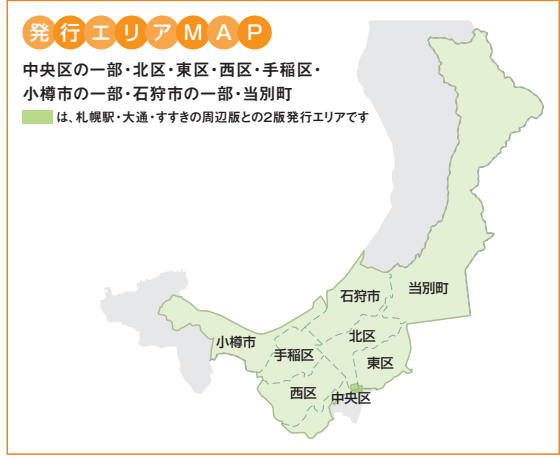 発行エリアMAP
中央区の一部・北区・東区・西区・手稲区・
小樽市の一部・石狩市の一部・当別町
は、札幌駅・大通・すすきの周辺版との2版発行エリアです
石狩市
当別町
北区
小樽市
手稲区
東区
西区
中央区